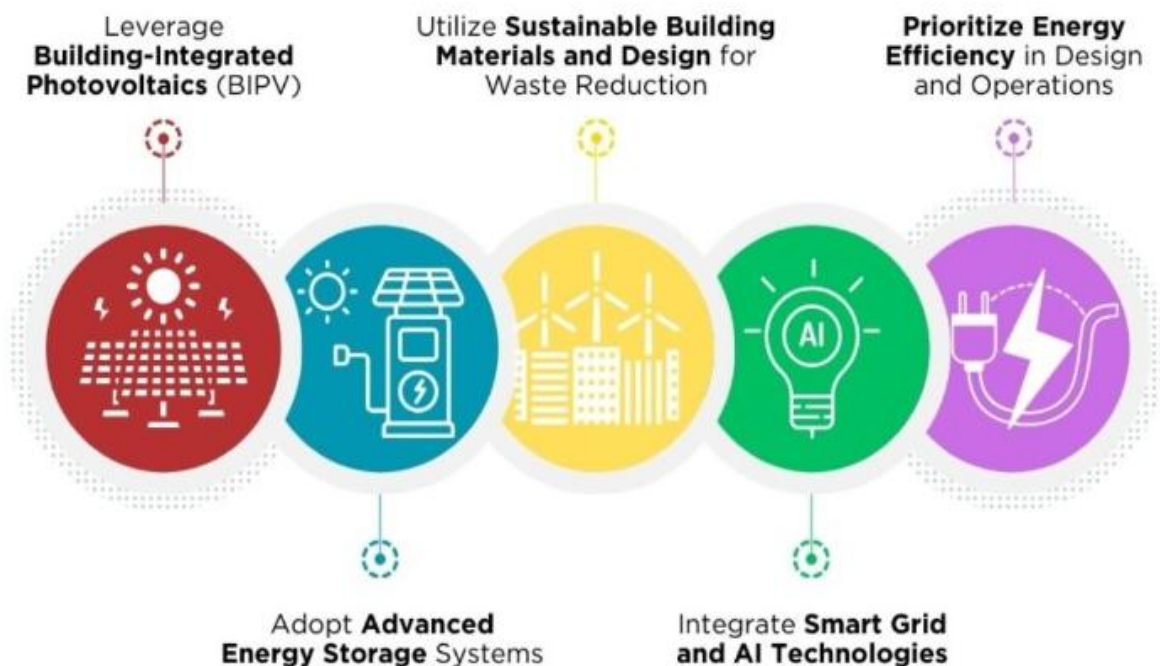 Leverage
Building-Integrated
Photovoltaics (BIPV)
Utilize Sustainable Building
Materials and Design for
Waste Reduction
Prioritize Energy
Efficiency in Design
and Operations
AI
Adopt Advanced
Energy Storage Systems
Integrate Smart Grid
and AI Technologies